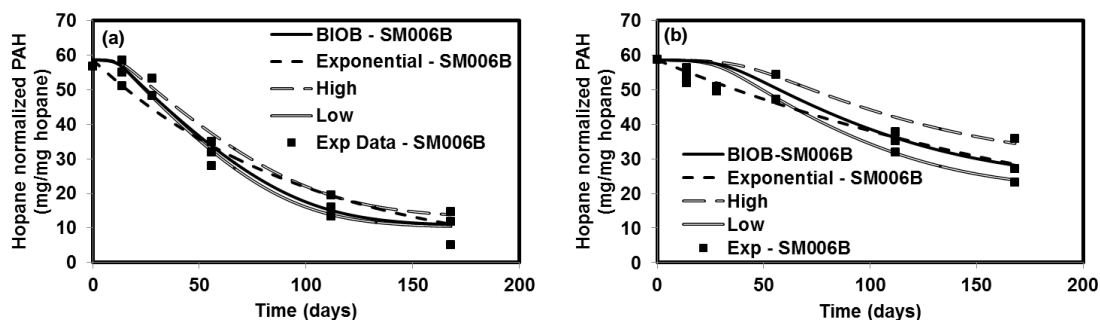 Hopane normalized PAH
(mg/mg hopane)
70
60
50
40
30
20
10
0
(a)
BIOB - SM006B
Exponential - SM006B
High
Low
Exp Data - SM006B
0 50 100 150 200
Time (days)
Hopane normalized PAH
(mg/mg hopane)
70
60
50
40
30
20
10
0
(b)
BIOB-SM006B
Exponential - SM006B
High
Low
Exp - SM006B
0 50 100 150 200
Time (days)